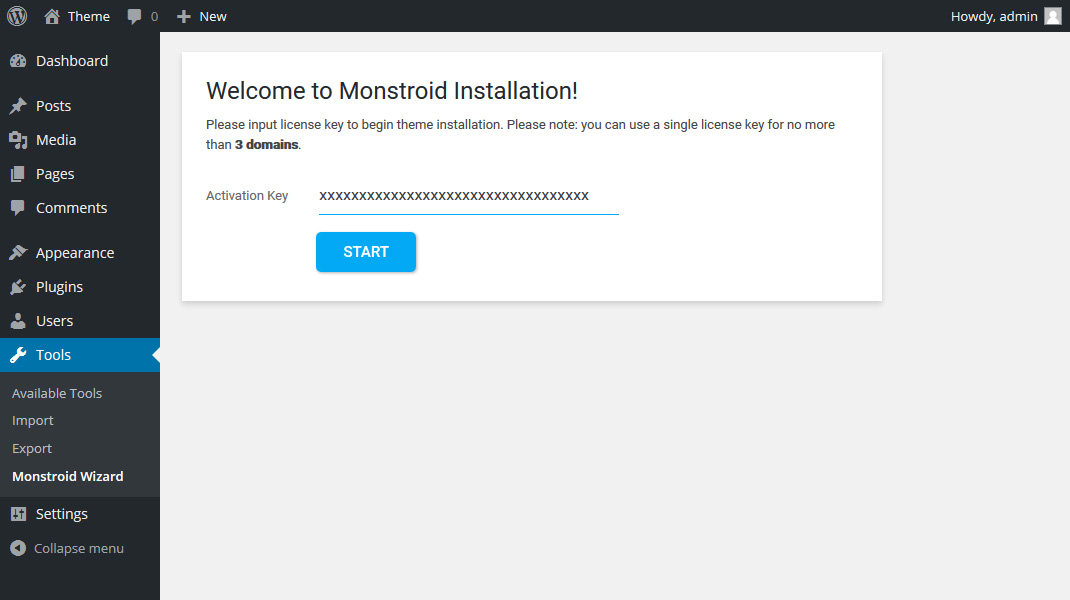 Theme 0 New Howdy, admin
Dashboard
Posts
Media
Pages
Comments
Appearance
Plugins
Users
Tools
Available Tools
Import
Export
Monstroid Wizard
Settings
Collapse menu
Welcome to Monstroid Installation!
Please input license key to begin theme installation. Please note: you can use a single license key for no more
than 3 domains.
Activation Key xxxxxxxxxxxxxxxxxxxxxxxxxxxxxxxxxx
START